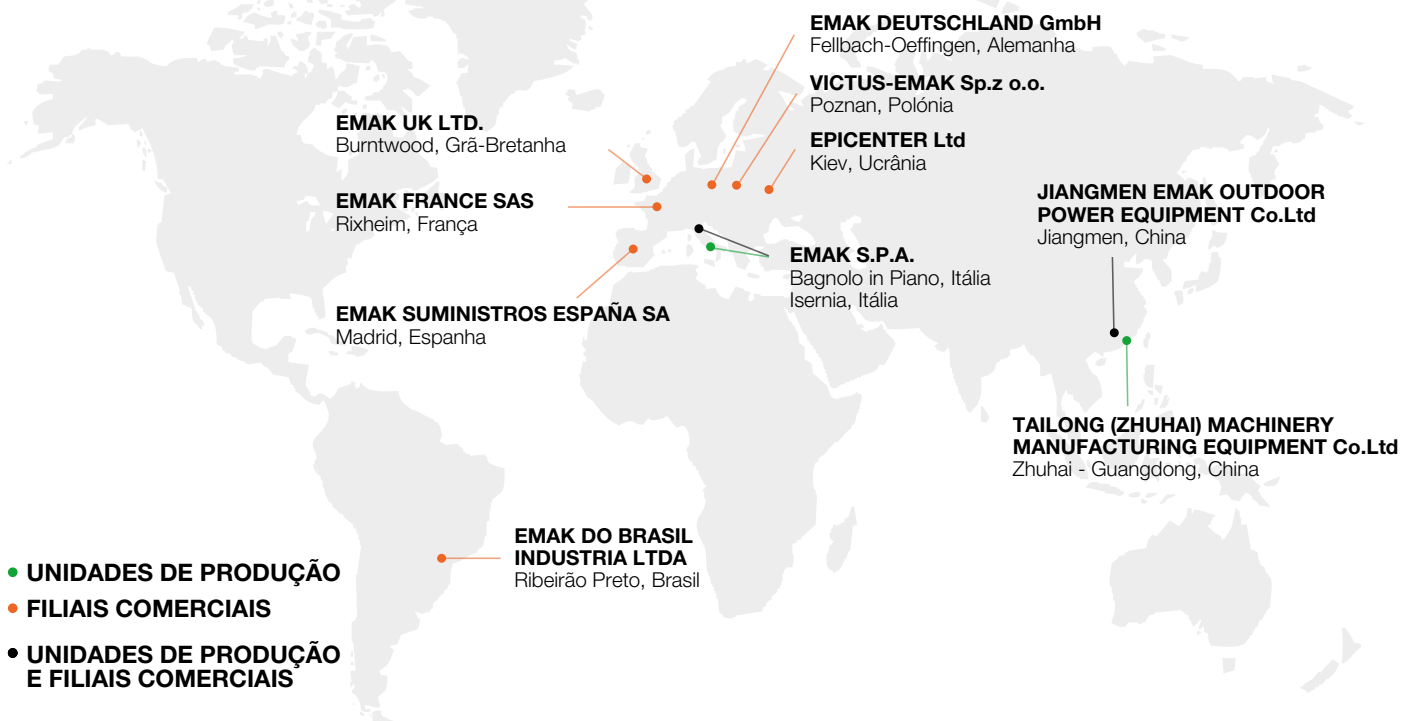 EMAK DEUTSCHLAND GmbH
Fellbach-Oeffingen, Alemanha
VICTUS-EMAK Sp.z o.o.
Poznan, Polónia
EPICENTER Ltd
Kiev, Ucrânia
EMAK UK LTD.
Burntwood, Grã-Bretanha
EMAK FRANCE SAS
Rixheim, França
EMAK SUMINISTROS ESPAÑA SA
Madrid, Espanha
EMAK S.P.A.
Bagnolo in Piano, Itália
Isernia, Itália
JIANGMEN EMAK OUTDOOR
POWER EQUIPMENT Co.Ltd
Jiangmen, China
TAILONG (ZHUHAI) MACHINERY
MANUFACTURING EQUIPMENT Co.Ltd
Zhuhai - Guangdong, China
EMAK DO BRASIL
INDUSTRIA LTDA
Ribeirão Preto, Brasil
UNIDADES DE PRODUÇÃO
FILIAIS COMERCIAIS
UNIDADES DE PRODUÇÃO
E FILIAIS COMERCIAIS